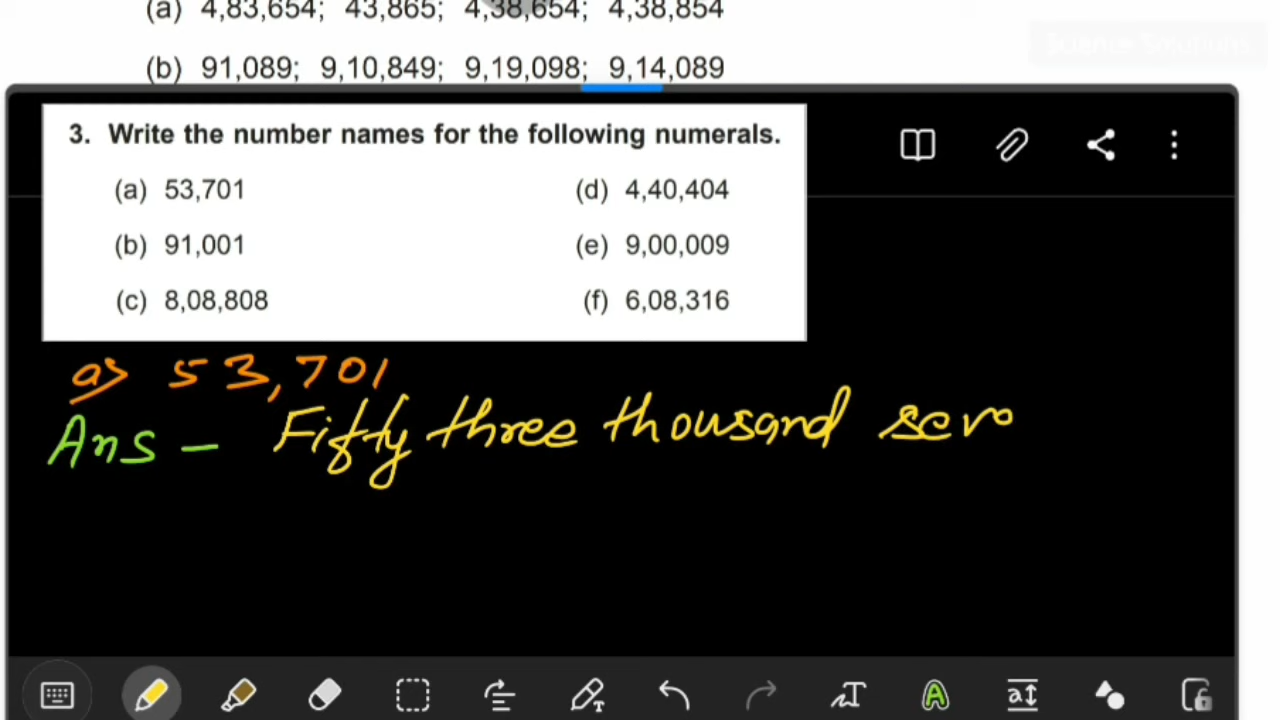 (a) 4,83,654; 43,865; 4,38,654; 4,38,854
(b) 91,089; 9,10,849; 9,19,098; 9,14,089
3. Write the number names for the following numerals.
(a) 53,701 (d) 4,40,404
(b) 91,001 (e) 9,00,009
(c) 8,08,808 (f) 6,08,316
a) 53,701
Ans - Fifty three thousand seve